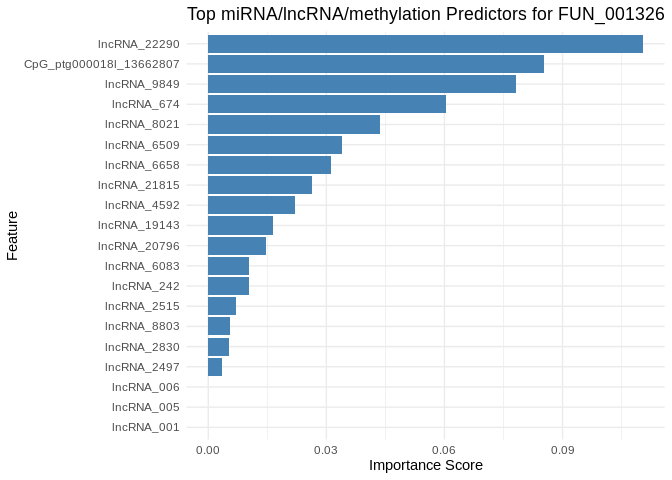 Top miRNA/lncRNA/methylation Predictors for FUN_001326
lncRNA_22290
CpG_ptg000018l_13662807
lncRNA_9849
lncRNA_674
lncRNA_8021
lncRNA_6509
lncRNA_6658
lncRNA_21815
lncRNA_4592
lncRNA_19143
lncRNA_20796
lncRNA_6083
lncRNA_242
lncRNA_2515
lncRNA_8803
lncRNA_2830
lncRNA_2497
lncRNA_006
lncRNA_005
lncRNA_001
Feature
0.00 0.03 0.06 0.09
Importance Score